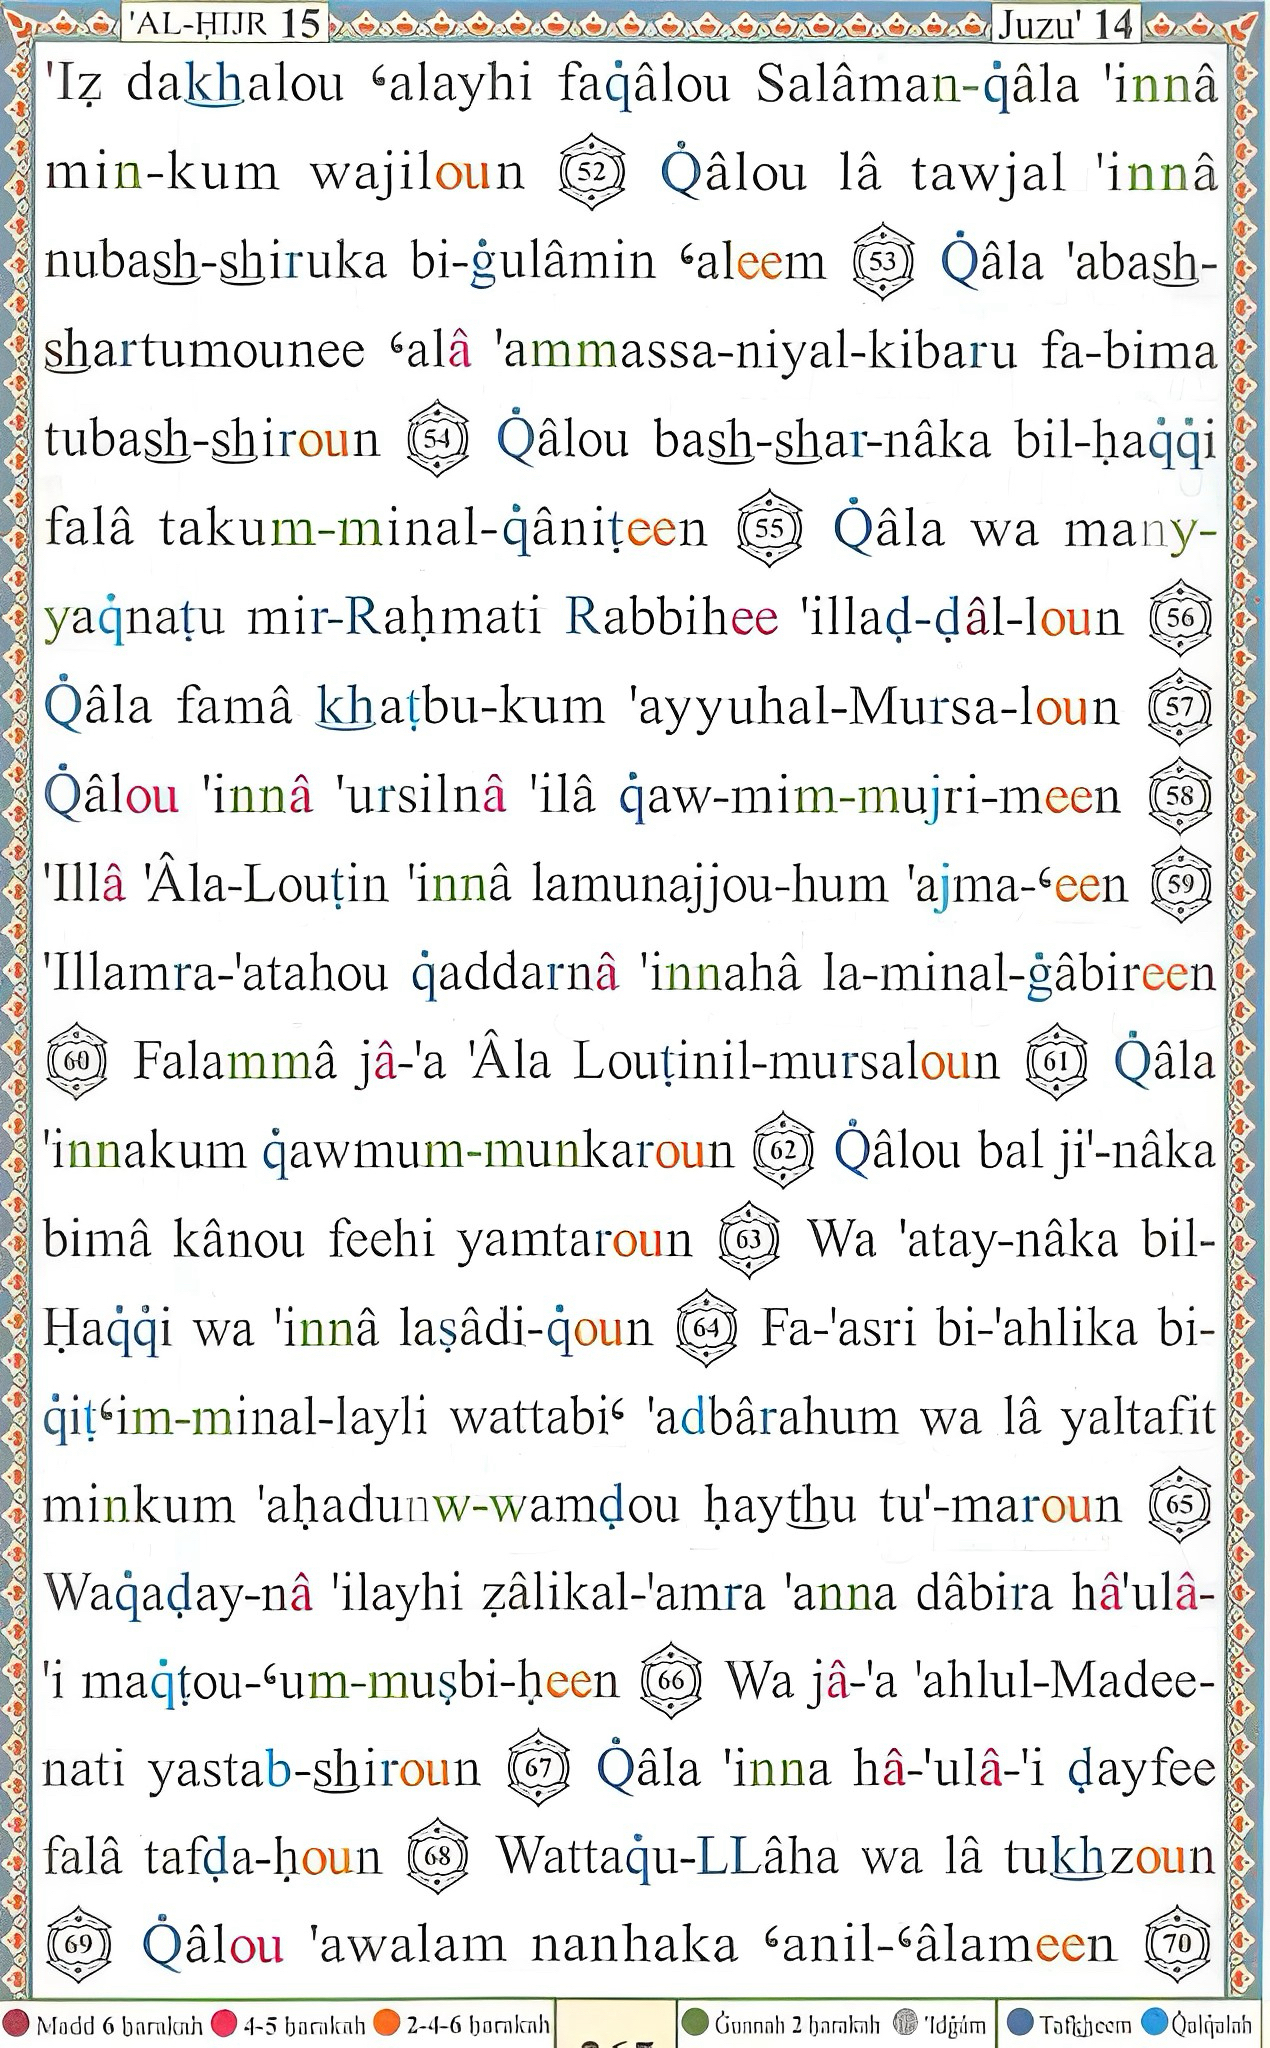 'AL-ḤIJR 15 Juzu' 14
'Iẓ dakhalou ʻalayhi faq̇âlou Salâman-q̇âla 'innâ
min-kum wajiloun 52 Q̇âlou lâ tawjal 'innâ
nubash-shiruka bi-ġulâmin ʻaleem 53 Q̇âla 'abash-
shartumounee ʻalâ 'ammassa-niyal-kibaru fa-bima
tubash-shiroun 54 Q̇âlou bash-shar-nâka bil-ḥaq̇q̇i
falâ takum-minal-q̇âniṭeen 55 Q̇âla wa many-
yaq̇naṭu mir-Raḥmati Rabbihee 'illaḍ-ḍâl-loun 56
Q̇âla famâ khaṭbu-kum 'ayyuhal-Mursa-loun 57
Q̇âlou 'innâ 'ursilnâ 'ilâ q̇aw-mim-mujri-meen 58
'Illâ 'Âla-Louṭin 'innâ lamunajjou-hum 'ajma-ʻeen 59
'Illamra-'atahou q̇addarnâ 'innahâ la-minal-ġâbireen
60 Falammâ jâ-'a 'Âla Louṭinil-mursaloun 61 Q̇âla
'innakum q̇awmum-munkaroun 62 Q̇âlou bal ji'-nâka
bimâ kânou feehi yamtaroun 63 Wa 'atay-nâka bil-
Ḥaq̇q̇i wa 'innâ laṣâdi-q̇oun 64 Fa-'asri bi-'ahlika bi-
q̇iṭʻim-minal-layli wattabiʻ 'adbârahum wa lâ yaltafit
minkum 'aḥadunw-wamḍou ḥaythu tu'-maroun 65
Waq̇aḍay-nâ 'ilayhi ẓâlikal-'amra 'anna dâbira hâ'ulâ-
'i maq̇ṭou-ʻum-muṣbi-ḥeen 66 Wa jâ-'a 'ahlul-Madee-
nati yastab-shiroun 67 Q̇âla 'inna hâ-'ulâ-'i ḍayfee
falâ tafḍa-ḥoun 68 Wattaq̇u-LLâha wa lâ tukhzoun
69 Q̇âlou 'awalam nanhaka ʻanil-ʻâlameen 70
Madd 6 ḥarakah 4-5 ḥarakah 2-4-6 ḥarakah Ġunnah 2 ḥarakah 'Idġâm Tafkheem Q̇alq̇alah